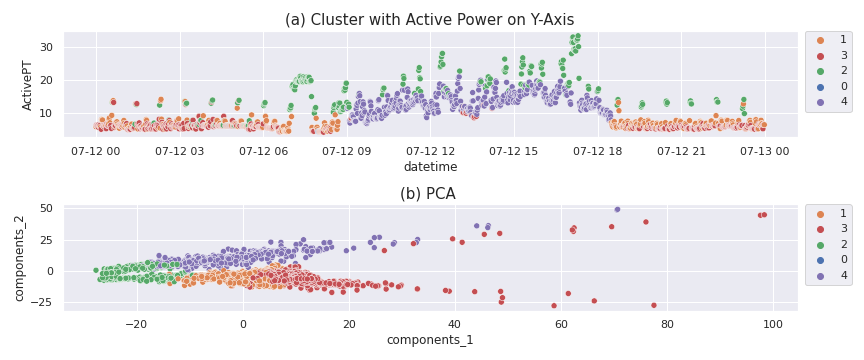 (a) Cluster with Active Power on Y-Axis
30
20
10
ActivePT
07-12 00 07-12 03 07-12 06 07-12 09 07-12 12 07-12 15 07-12 18 07-12 21 07-13 00
datetime
1
3
2
0
4
(b) PCA
50
25
0
−25
components_2
−20 0 20 40 60 80 100
components_1
1
3
2
0
4